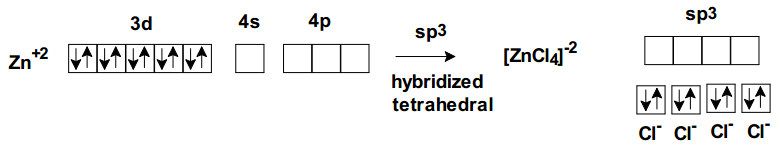 3d 4s 4p sp3
Zn+2 sp3 [ZnCl4]-2
hybridized
tetrahedral
Cl- Cl- Cl- Cl-